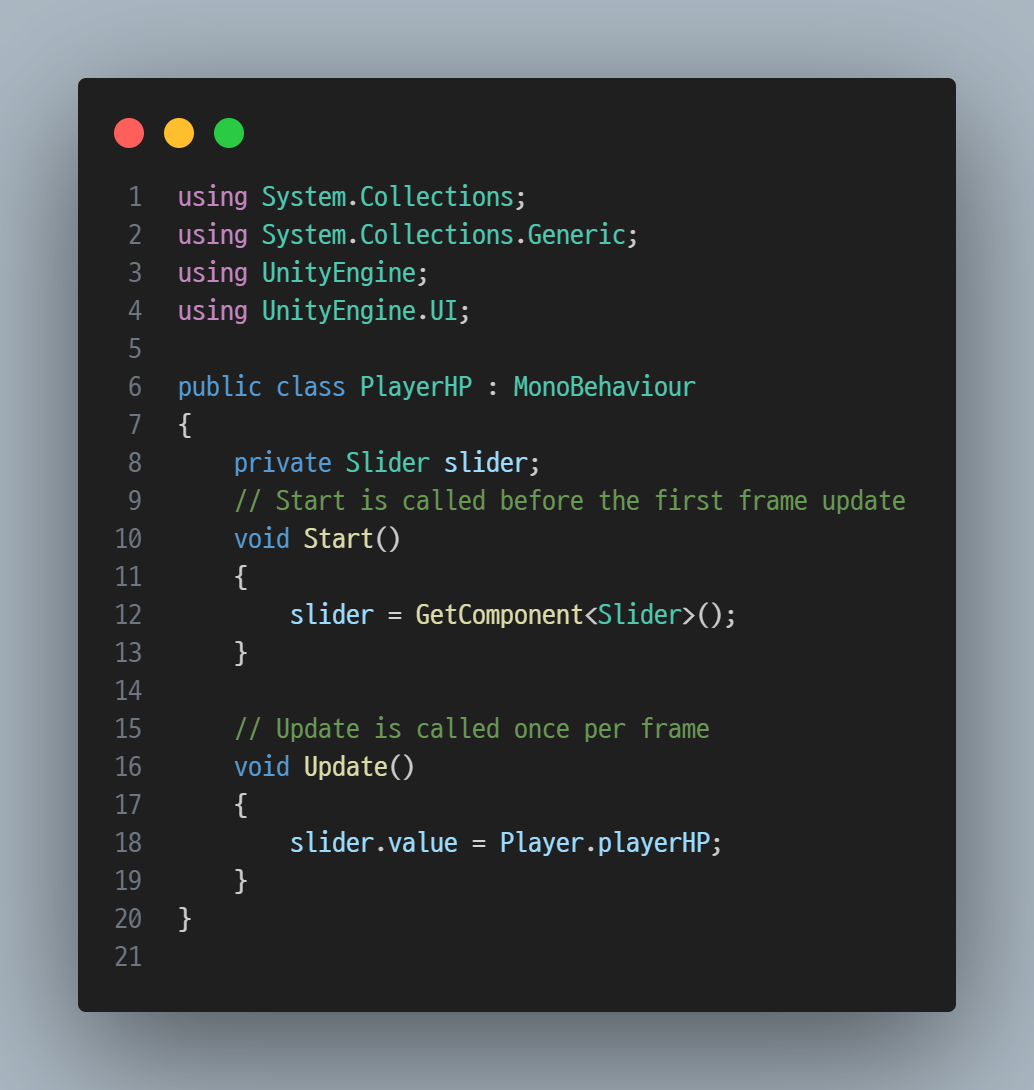 1 using System.Collections;
2 using System.Collections.Generic;
3 using UnityEngine;
4 using UnityEngine.UI;
5
6 public class PlayerHP : MonoBehaviour
7 {
8     private Slider slider;
9     // Start is called before the first frame update
10     void Start()
11     {
12         slider = GetComponent<Slider>();
13     }
14
15     // Update is called once per frame
16     void Update()
17     {
18         slider.value = Player.playerHP;
19     }
20 }
21